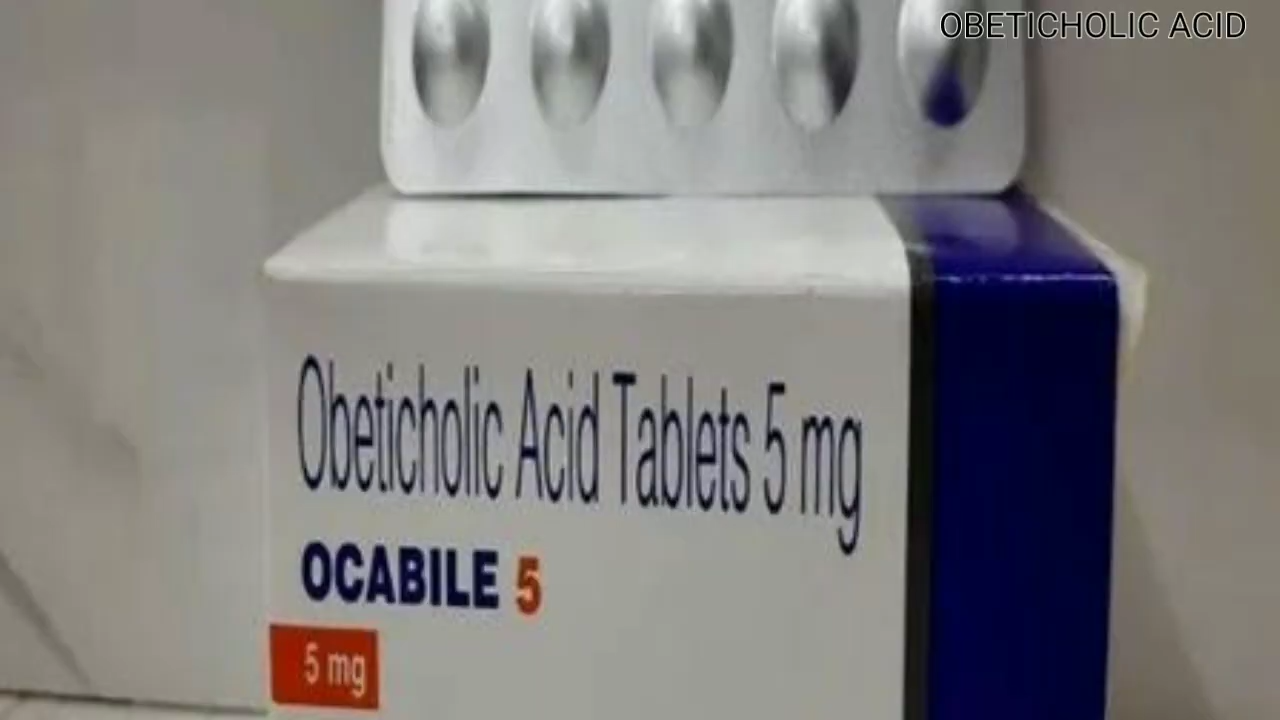 OBETICHOLIC ACID
Obeticholic Acid Tablets 5 mg
OCABILE 5
5 mg